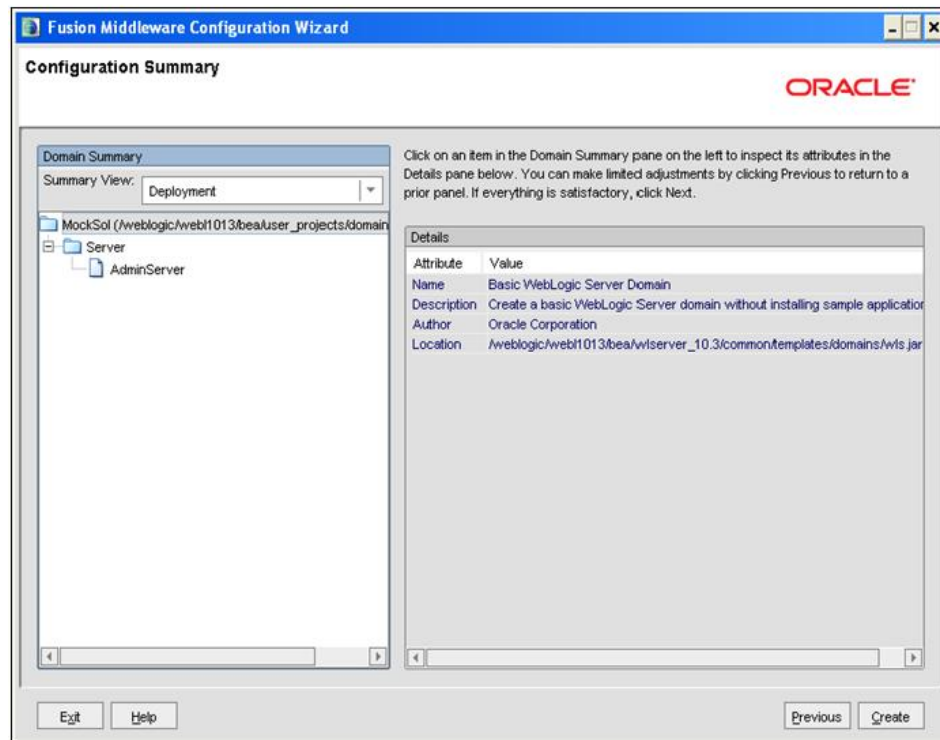 Fusion Middleware Configuration Wizard
Configuration Summary
ORACLE
Domain Summary
Summary View:
Deployment
MockSol (/weblogic/webl1013/bea/user_projects/domain
Server
AdminServer
Click on an item in the Domain Summary pane on the left to inspect its attributes in the
Details pane below. You can make limited adjustments by clicking Previous to return to a
prior panel. If everything is satisfactory, click Next.
Details
Attribute Value
Name Basic WebLogic Server Domain
Description Create a basic WebLogic Server domain without installing sample application
Author Oracle Corporation
Location /weblogic/webl1013/bea/wlserver_10.3/common/templates/domains/wls.jar
Exit Help Previous Create